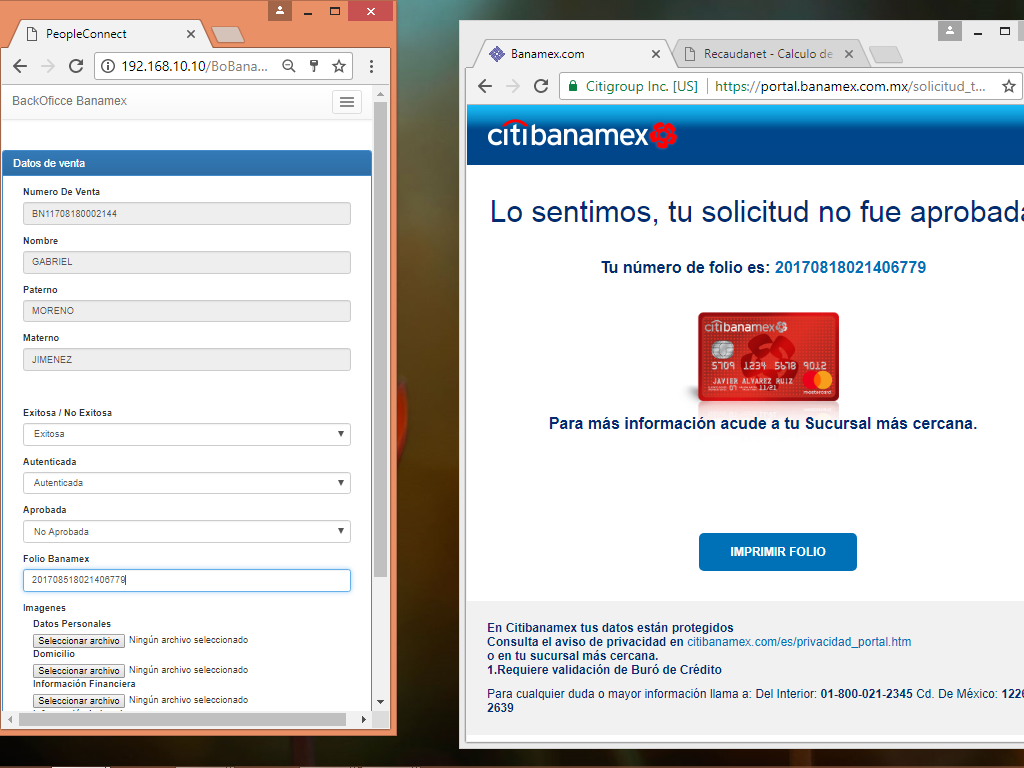 PeopleConnect
192.168.10.10/BoBana...
BackOficce Banamex
Datos de venta
Numero De Venta
BN11708180002144
Nombre
GABRIEL
Paterno
MORENO
Materno
JIMENEZ
Exitosa / No Exitosa
Exitosa
Autenticada
Autenticada
Aprobada
No Aprobada
Folio Banamex
201708518021406779
Imagenes
Datos Personales
Seleccionar archivo Ningún archivo seleccionado
Domicilio
Seleccionar archivo Ningún archivo seleccionado
Información Financiera
Seleccionar archivo Ningún archivo seleccionado
Banamex.com
Recaudanet - Calculo de
Citigroup Inc. [US] https://portal.banamex.com.mx/solicitud_t...
citibanamex
Lo sentimos, tu solicitud no fue aprobada
Tu número de folio es: 20170818021406779
citibanamex
5709 1234 5678 9012
JAVIER ALVAREZ RUIZ
mastercard
Para más información acude a tu Sucursal más cercana.
IMPRIMIR FOLIO
En Citibanamex tus datos están protegidos
Consulta el aviso de privacidad en citibanamex.com/es/privacidad_portal.htm
o en tu sucursal más cercana.
1.Requiere validación de Buró de Crédito
Para cualquier duda o mayor información llama a: Del Interior: 01-800-021-2345 Cd. De México: 1226
2639